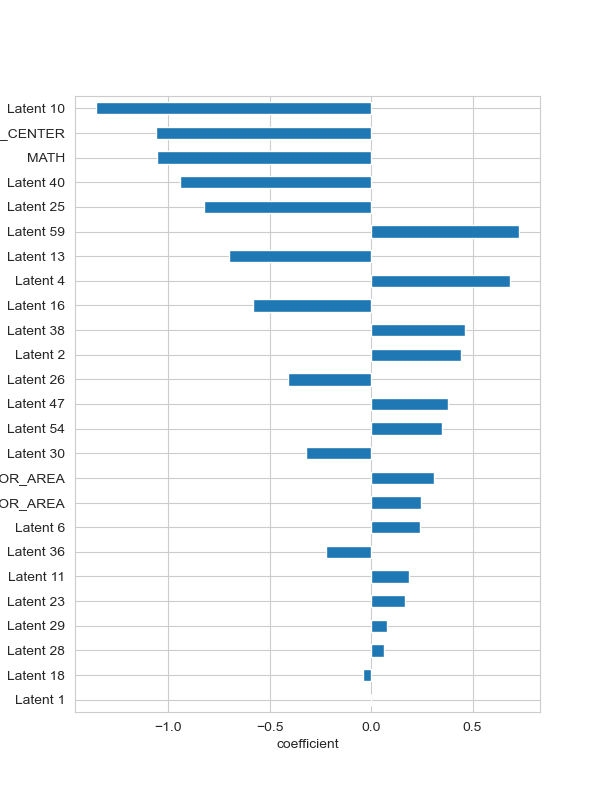 Latent 10
_CENTER
MATH
Latent 40
Latent 25
Latent 59
Latent 13
Latent 4
Latent 16
Latent 38
Latent 2
Latent 26
Latent 47
Latent 54
Latent 30
OR_AREA
OR_AREA
Latent 6
Latent 36
Latent 11
Latent 23
Latent 29
Latent 28
Latent 18
Latent 1
−1.0 −0.5 0.0 0.5
coefficient